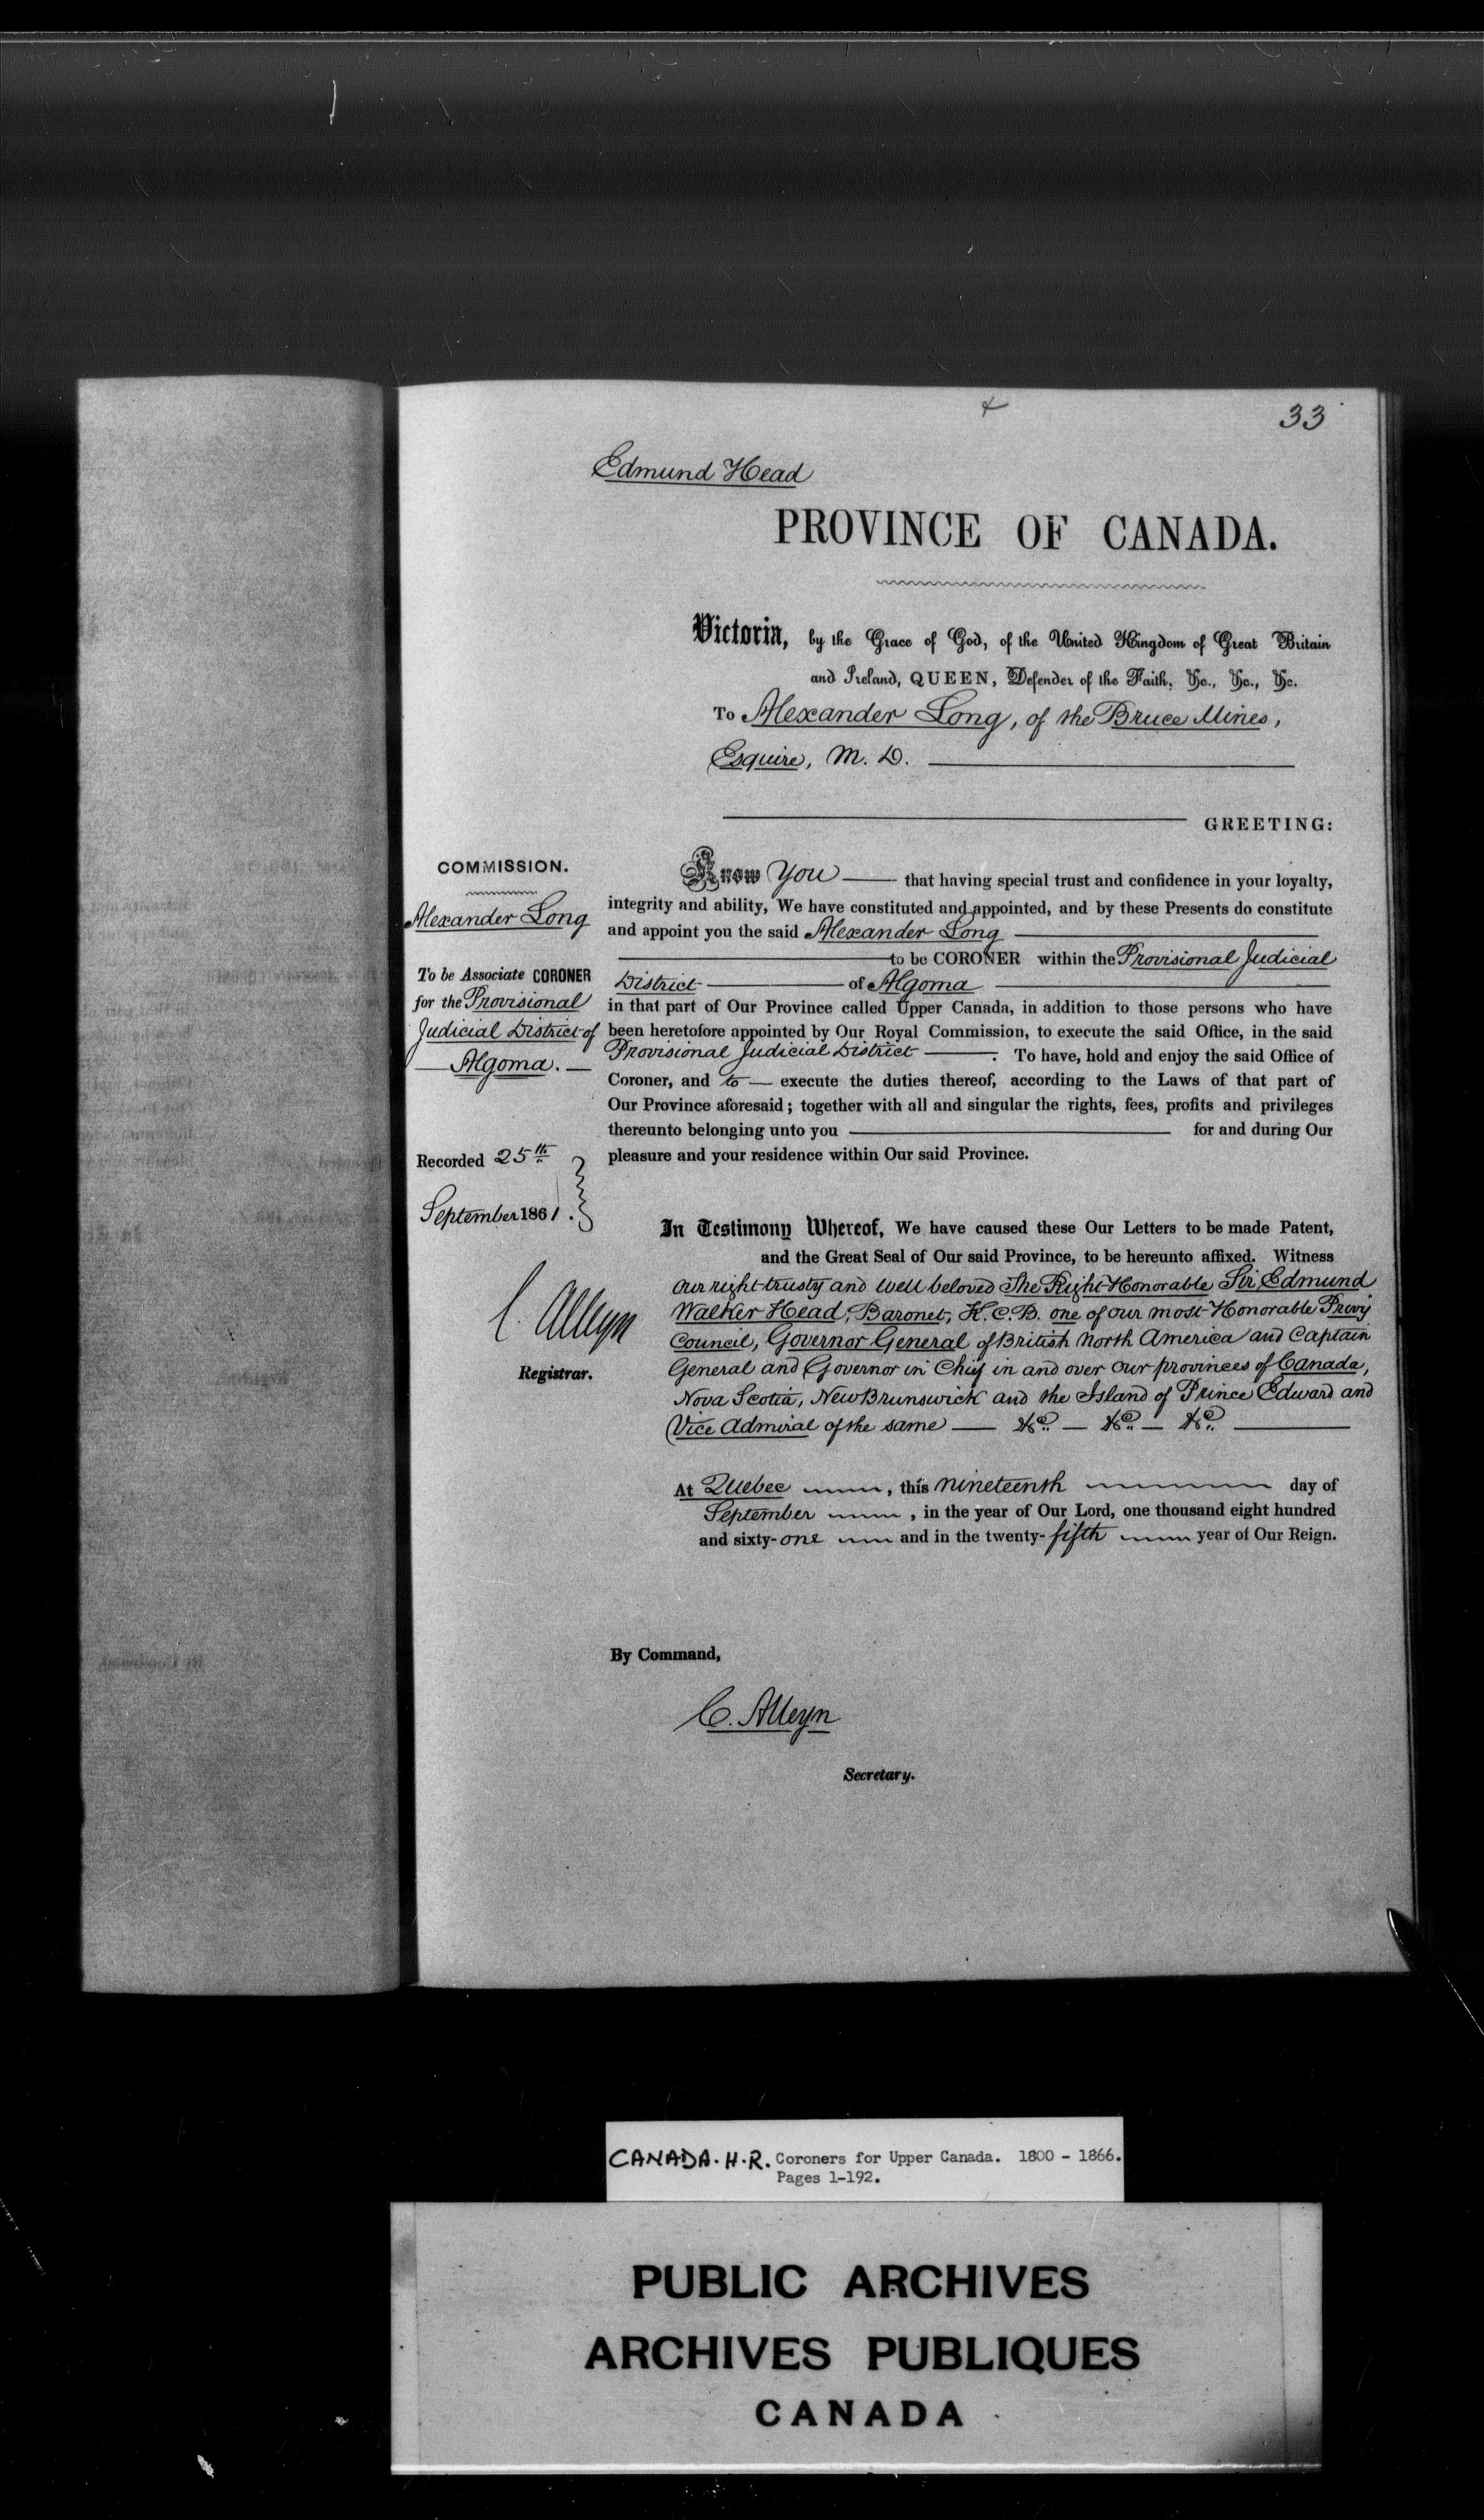 33
Edmund Head
PROVINCE OF CANADA.
Victoria, by the Grace of God, of the United Kingdom of Great Britain
and Ireland, QUEEN, Defender of the Faith, &c., &c., &c.
To Alexander Long, of the Bruce Mines,
Esquire, M. D.
GREETING:
COMMISSION.
Alexander Long
To be Associate CORONER
for the Provisional
Judicial District of
Algoma.
Recorded 25th
September 1861.
C. Alleyn
Registrar.
Know You that having special trust and confidence in your loyalty,
integrity and ability, We have constituted and appointed, and by these Presents do constitute
and appoint you the said Alexander Long
to be CORONER within the Provisional Judicial
District of Algoma
in that part of Our Province called Upper Canada, in addition to those persons who have
been heretofore appointed by Our Royal Commission, to execute the said Office, in the said
Provisional Judicial District . To have, hold and enjoy the said Office of
Coroner, and to execute the duties thereof, according to the Laws of that part of
Our Province aforesaid; together with all and singular the rights, fees, profits and privileges
thereunto belonging unto you for and during Our
pleasure and your residence within Our said Province.
In Testimony Whereof, We have caused these Our Letters to be made Patent,
and the Great Seal of Our said Province, to be hereunto affixed. Witness
Our right trusty and well beloved The Right Honorable Sir Edmund
Walker Head, Baronet, K.C.B. one of our most Honorable Privy
Council, Governor General of British North America and Captain
General and Governor in Chief in and over our provinces of Canada,
Nova Scotia, New Brunswick and the Island of Prince Edward and
Vice Admiral of the same — &c. — &c. — &c.
At Quebec , this nineteenth day of
September , in the year of Our Lord, one thousand eight hundred
and sixty-one and in the twenty-fifth year of Our Reign.
By Command,
C. Alleyn
Secretary.
CANADA. H. R. Coroners for Upper Canada. 1800 - 1866.
Pages 1-192.
PUBLIC ARCHIVES
ARCHIVES PUBLIQUES
CANADA